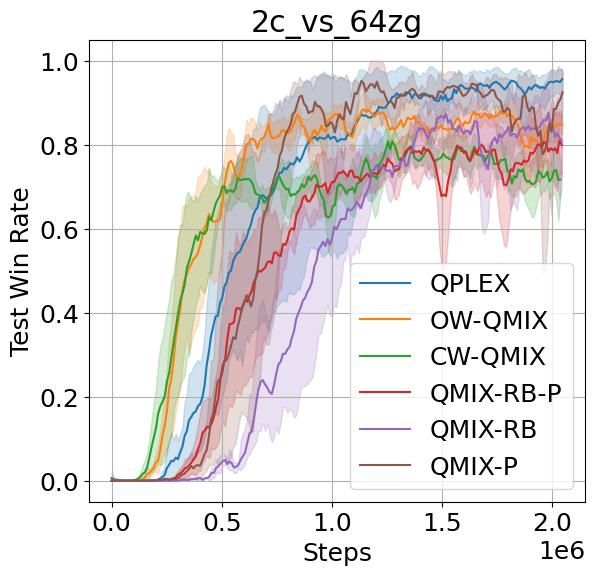 2c_vs_64zg
Test Win Rate
1.0
0.8
0.6
0.4
0.2
0.0
QPLEX
OW-QMIX
CW-QMIX
QMIX-RB-P
QMIX-RB
QMIX-P
0.0 0.5 1.0 1.5 2.0
Steps
1e6